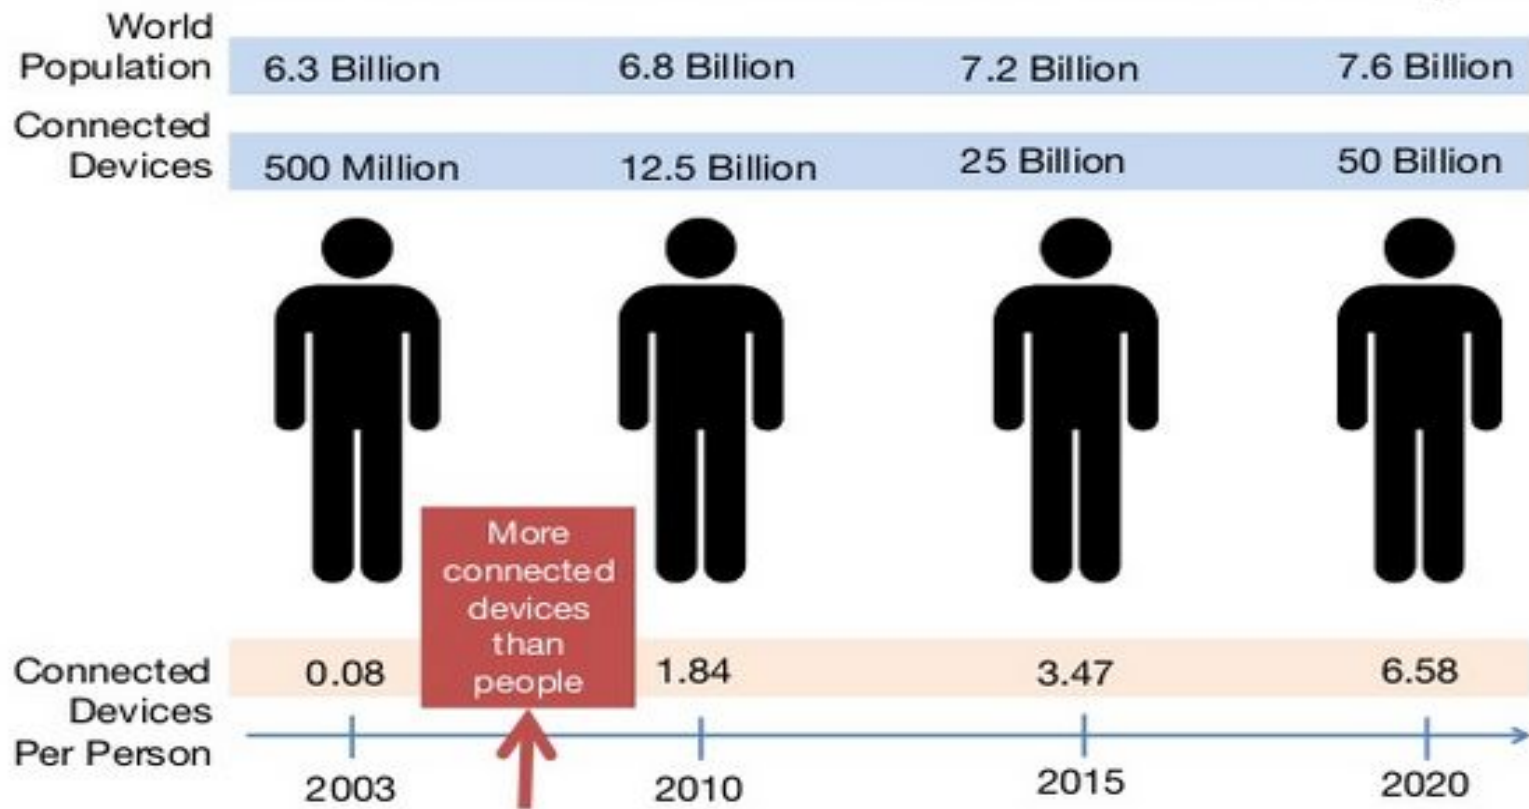 World
Population
6.3 Billion 6.8 Billion 7.2 Billion 7.6 Billion
Connected
Devices
500 Million 12.5 Billion 25 Billion 50 Billion
More
connected
devices
than
people
Connected
Devices
Per Person
0.08 1.84 3.47 6.58
2003 2010 2015 2020